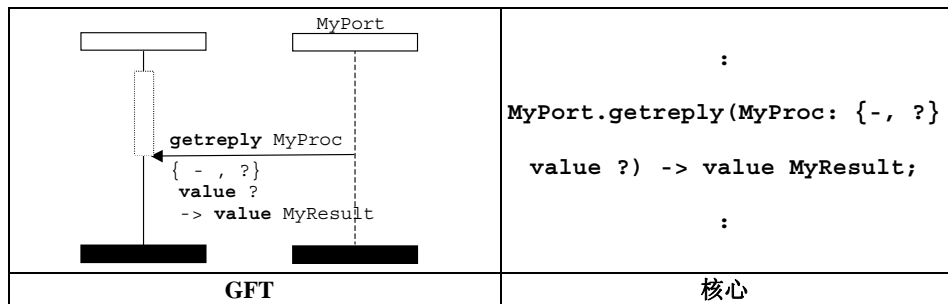 MyPort
getreply MyProc
{ - , ?}
value ?
-> value MyResult
:
MyPort.getreply(MyProc: {-, ?}
value ?) -> value MyResult;
:
GFT
核心